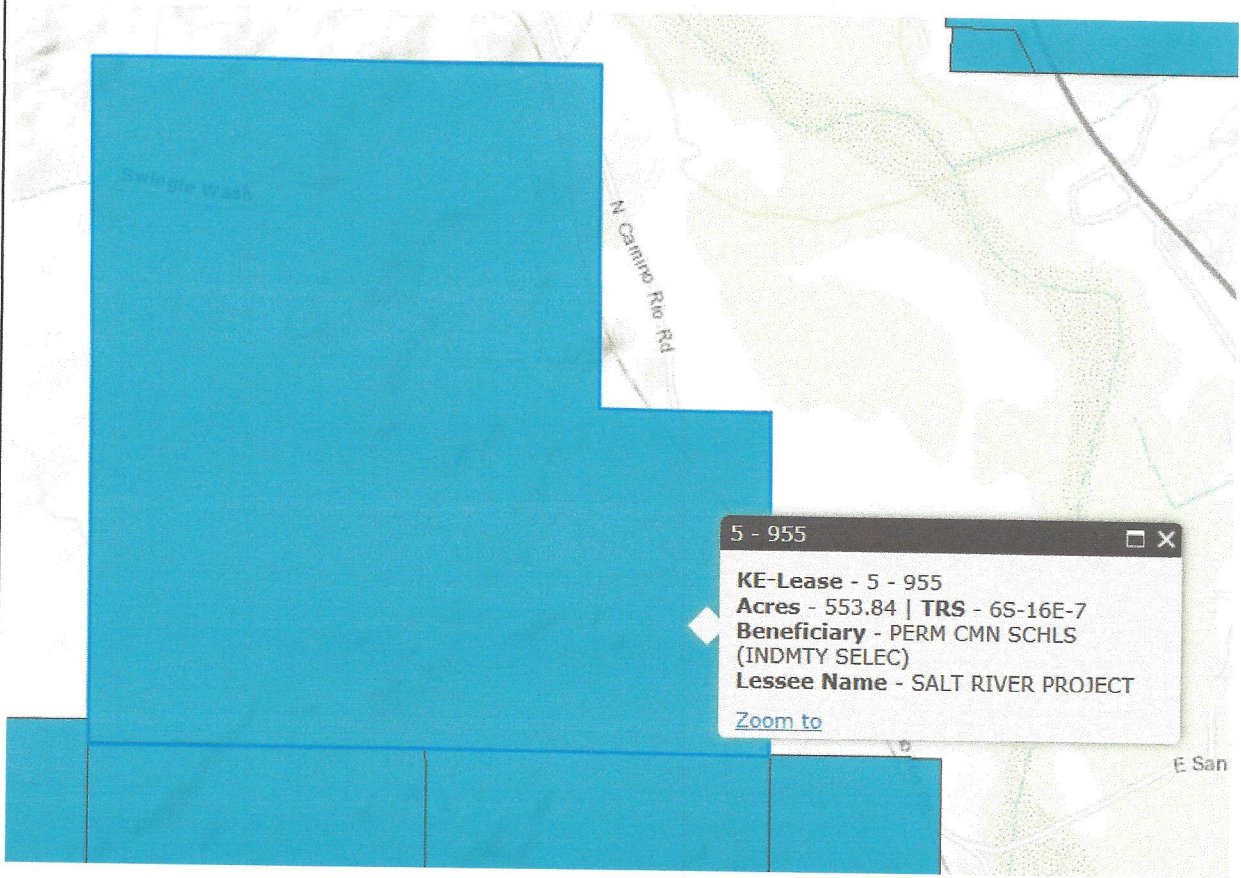 Swingle Wash
N Camino Rio Rd
5 - 955
KE-Lease - 5 - 955
Acres - 553.84 | TRS - 6S-16E-7
Beneficiary - PERM CMN SCHLS
(INDMTY SELEC)
Lessee Name - SALT RIVER PROJECT
Zoom to
E San